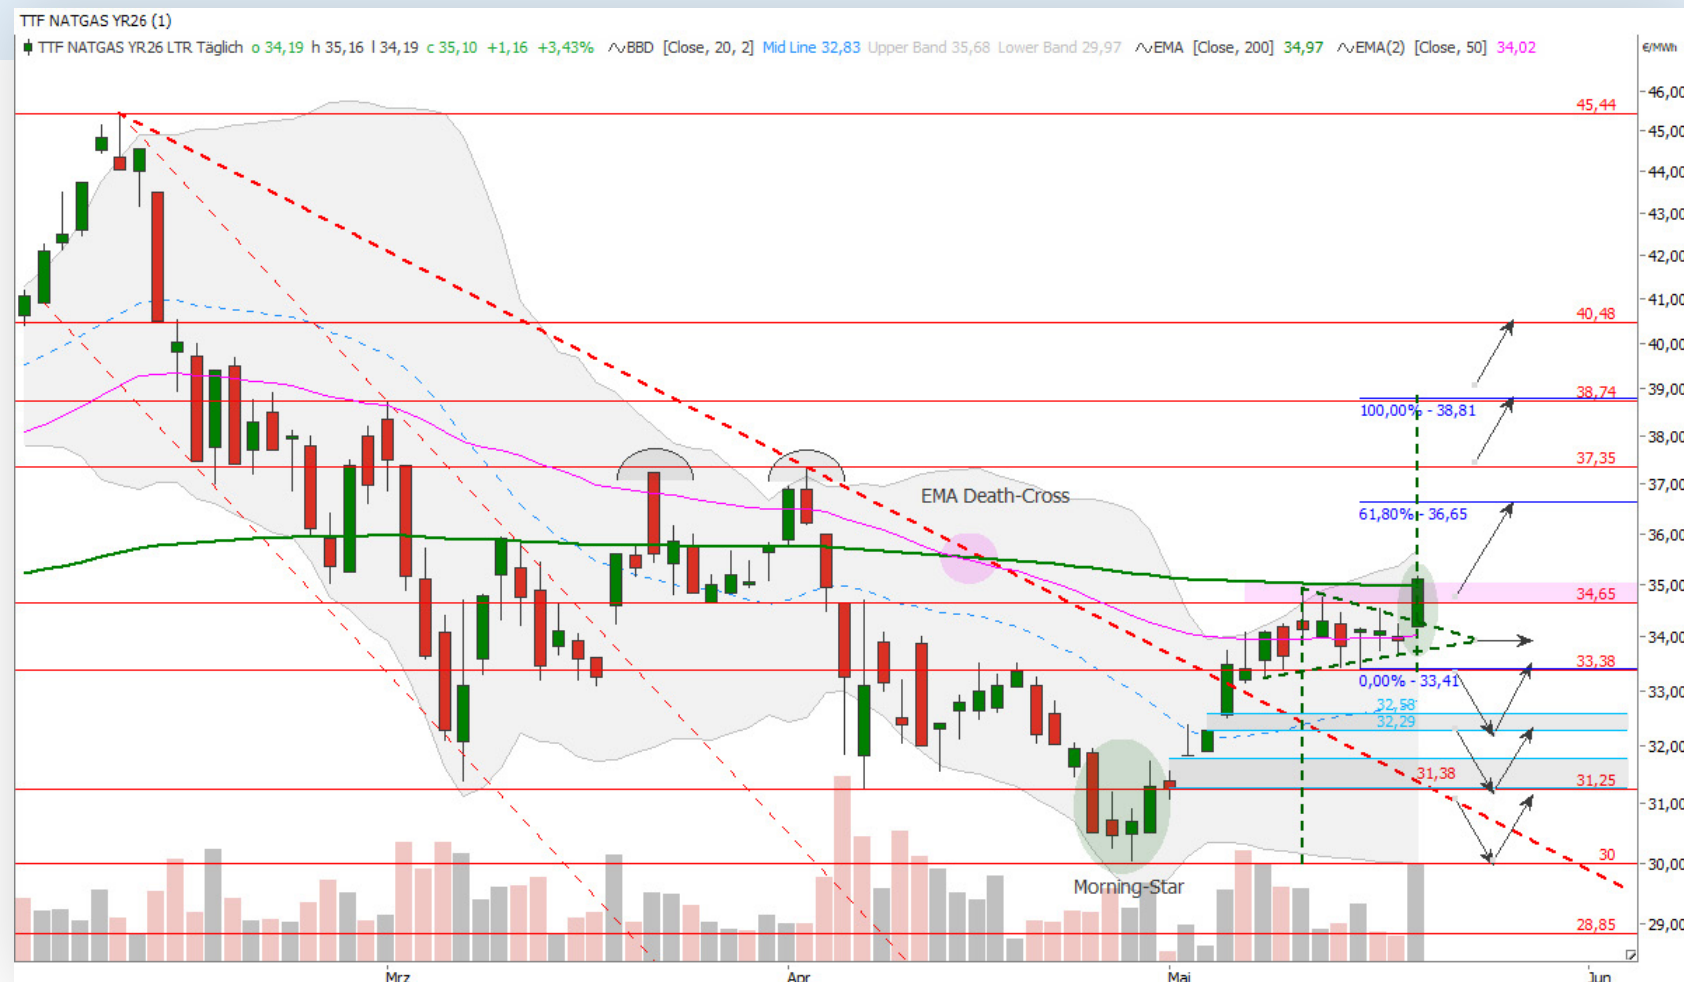 TTF NATGAS YR26 (1)
TTF NATGAS YR26 LTR Täglich o 34,19 h 35,16 l 34,19 c 35,10 +1,16 +3,43% BBD [Close, 20, 2] Mid Line 32,83 Upper Band 35,68 Lower Band 29,97 EMA [Close, 200] 34,97 EMA(2) [Close, 50] 34,02
€/MWh
46,00
45,44
45,00
44,00
43,00
42,00
41,00
40,48
40,00
39,00
38,74
100,00% - 38,81
38,00
37,35
37,00
EMA Death-Cross
61,80% - 36,65
36,00
35,00
34,65
34,00
33,38
0,00% - 33,41
33,00
32,58
32,29
32,00
31,38
31,25
31,00
30
30,00
Morning-Star
29,00
28,85
Mrz
Apr
Mai
Jun